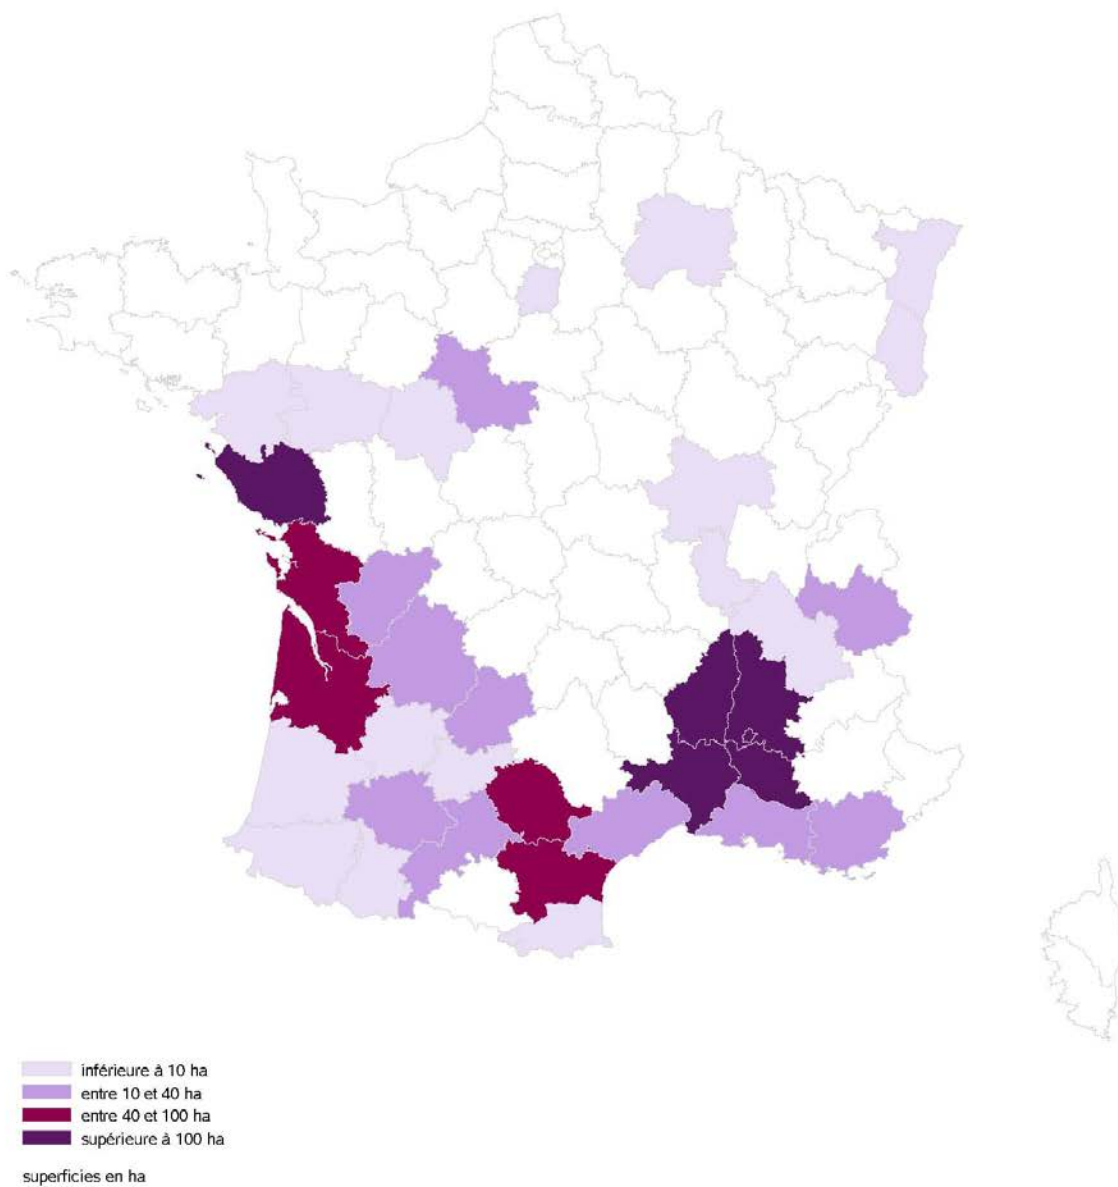 inférieure à 10 ha
entre 10 et 40 ha
entre 40 et 100 ha
supérieure à 100 ha
superficies en ha